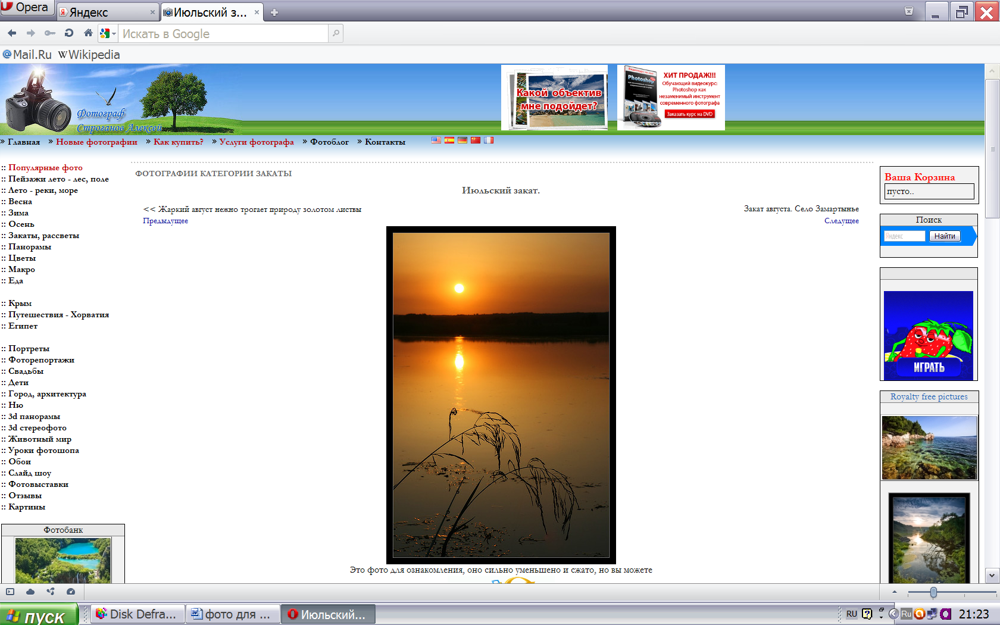 Opera
Яндекс
Июльский з...
Искать в Google
Mail.Ru
Wikipedia
Фотограф
Строганов Алексей
Какой объектив
мне подойдет?
Видеокурс на dvd
Photoshop
ХИТ ПРОДАЖ!!!
Обучающий видеокурс:
Photoshop как
незаменимый инструмент
современного фотографа
Заказать курс на DVD
» Главная » Новые фотографии » Как купить? » Услуги фотографа » Фотоблог » Контакты
:: Популярные фото
:: Пейзажи лето - лес, поле
:: Лето - реки, море
:: Весна
:: Зима
:: Осень
:: Закаты, рассветы
:: Панорамы
:: Цветы
:: Макро
:: Еда
:: Крым
:: Путешествия - Хорватия
:: Египет
:: Портреты
:: Фоторепортажи
:: Свадьбы
:: Дети
:: Город, архитектура
:: Ню
:: 3d панорамы
:: 3d стереофото
:: Животный мир
:: Уроки фотошопа
:: Обои
:: Слайд шоу
:: Фотовыставки
:: Отзывы
:: Картины
Фотобанк
ФОТОГРАФИИ КАТЕГОРИИ ЗАКАТЫ
Июльский закат.
<< Жаркий август нежно трогает природу золотом листвы
Предыдущее
Закат августа. Село Замартынье
Следущее
Это фото для ознакомления, оно сильно уменьшено и сжато, но вы можете
Ваша Корзина
пусто..
Поиск
Яндекс
Найти
ИГРАТЬ
Royalty free pictures
пуск
Disk Defra...
фото для ...
Июльский...
RU
Ru
21:23